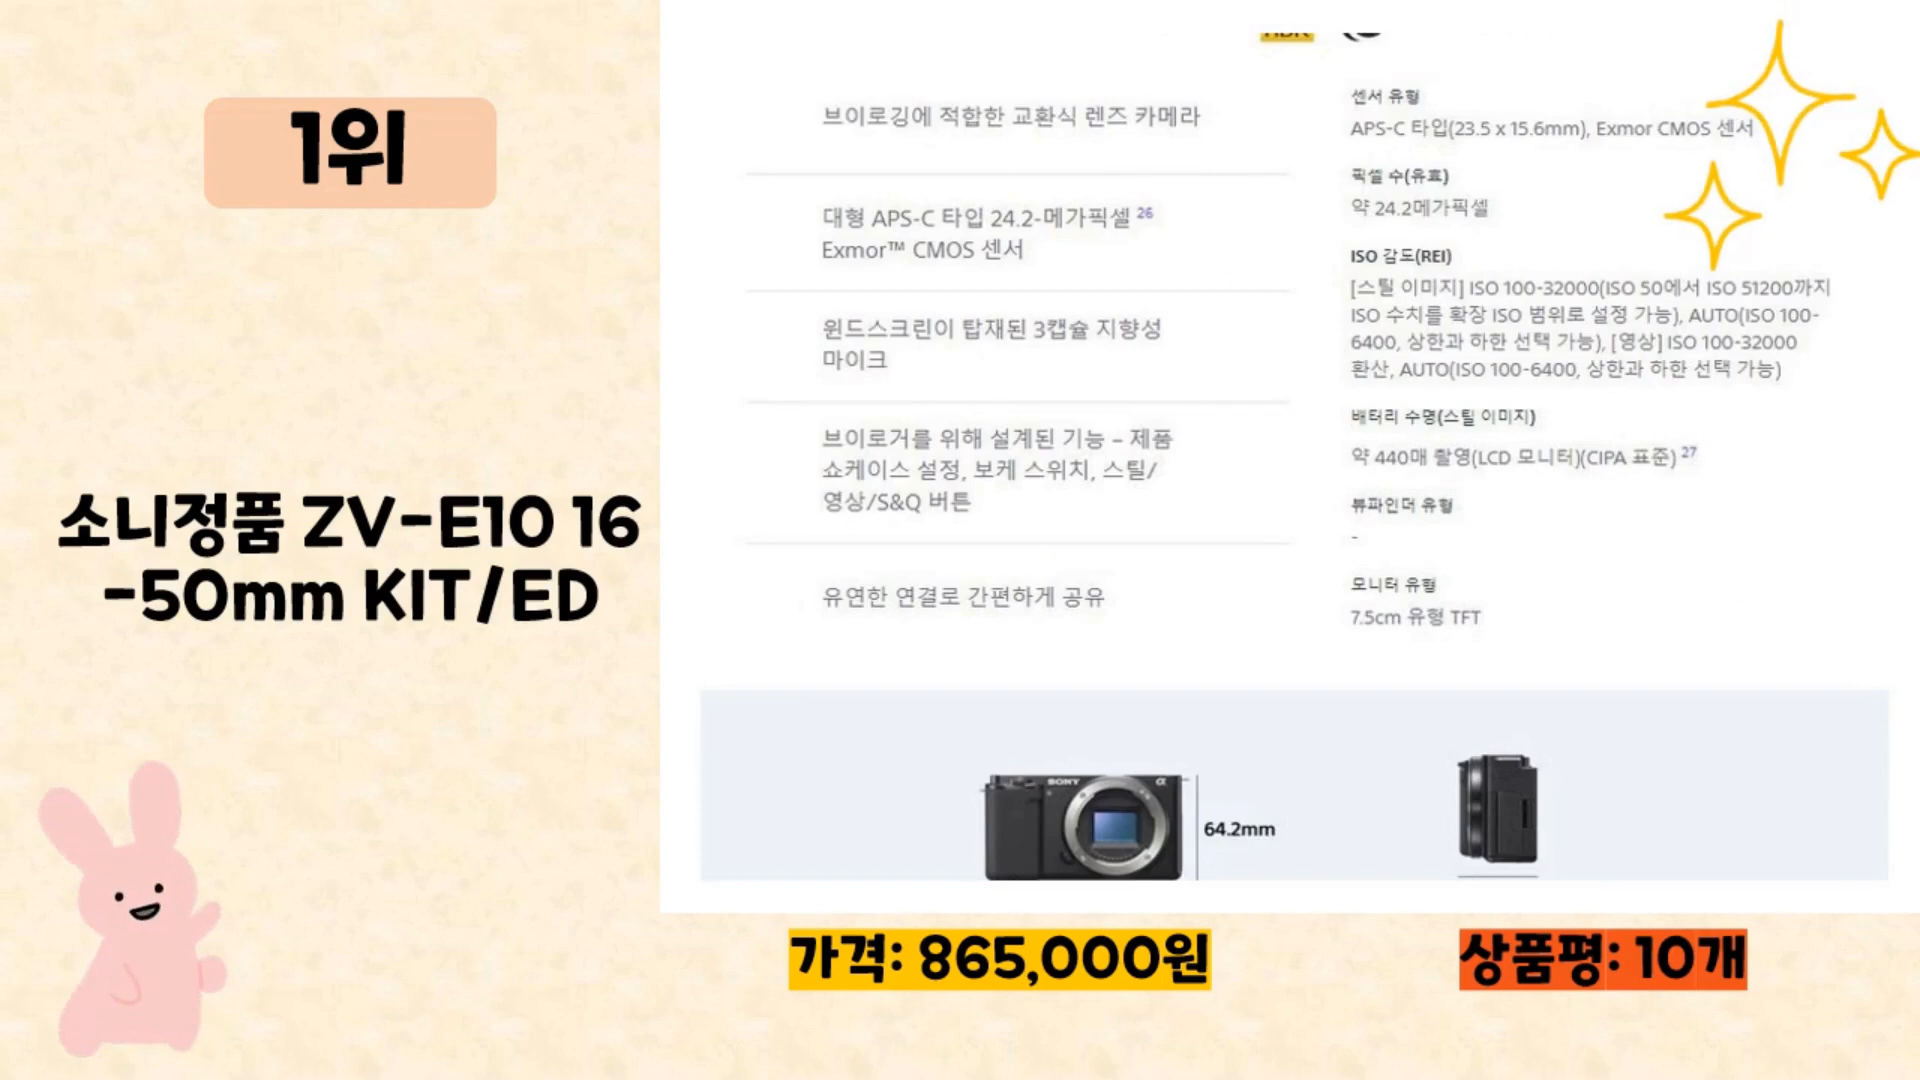 1위
소니정품 ZV-E10 16
-50mm KIT/ED
브이로깅에 적합한 교환식 렌즈 카메라
대형 APS-C 타입 24.2-메가픽셀 26
Exmor™ CMOS 센서
윈드스크린이 탑재된 3캡슐 지향성
마이크
브이로거를 위해 설계된 기능 – 제품
쇼케이스 설정, 보케 스위치, 스틸/
영상/S&Q 버튼
유연한 연결로 간편하게 공유
센서 유형
APS-C 타입(23.5 x 15.6mm), Exmor CMOS 센서
픽셀 수(유효)
약 24.2메가픽셀
ISO 감도(REI)
[스틸 이미지] ISO 100-32000(ISO 50에서 ISO 51200까지
ISO 수치를 확장 ISO 범위로 설정 가능), AUTO(ISO 100-
6400, 상한과 하한 선택 가능), [영상] ISO 100-32000
환산, AUTO(ISO 100-6400, 상한과 하한 선택 가능)
배터리 수명(스틸 이미지)
약 440매 촬영(LCD 모니터)(CIPA 표준) 27
뷰파인더 유형
-
모니터 유형
7.5cm 유형 TFT
SONY α
64.2mm
가격: 865,000원
상품평: 10개